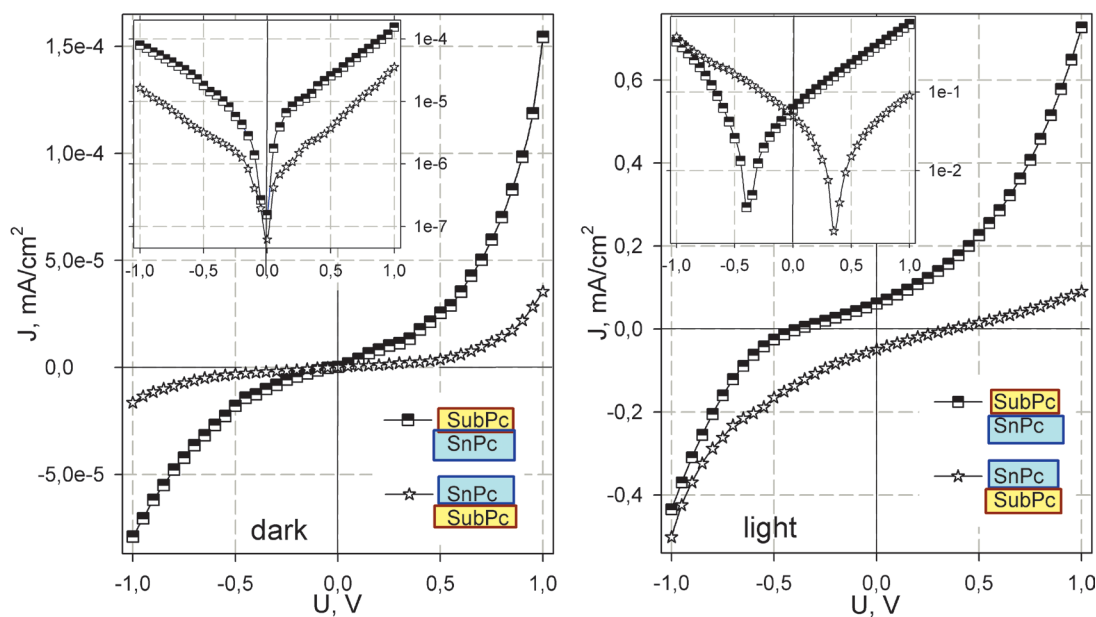 1,5e-4
1,0e-4
5,0e-5
0,0
-5,0e-5
J, mA/cm²
-1,0 -0,5 0,0 0,5 1,0
U, V
1e-4
1e-5
1e-6
1e-7
-1,0 -0,5 0,0 0,5 1,0
SubPc
SnPc
SnPc
SubPc
dark
0,6
0,4
0,2
0,0
-0,2
-0,4
J, mA/cm²
-1,0 -0,5 0,0 0,5 1,0
U, V
1e-1
1e-2
-1,0 -0,5 0,0 0,5 1,0
SubPc
SnPc
SnPc
SubPc
light